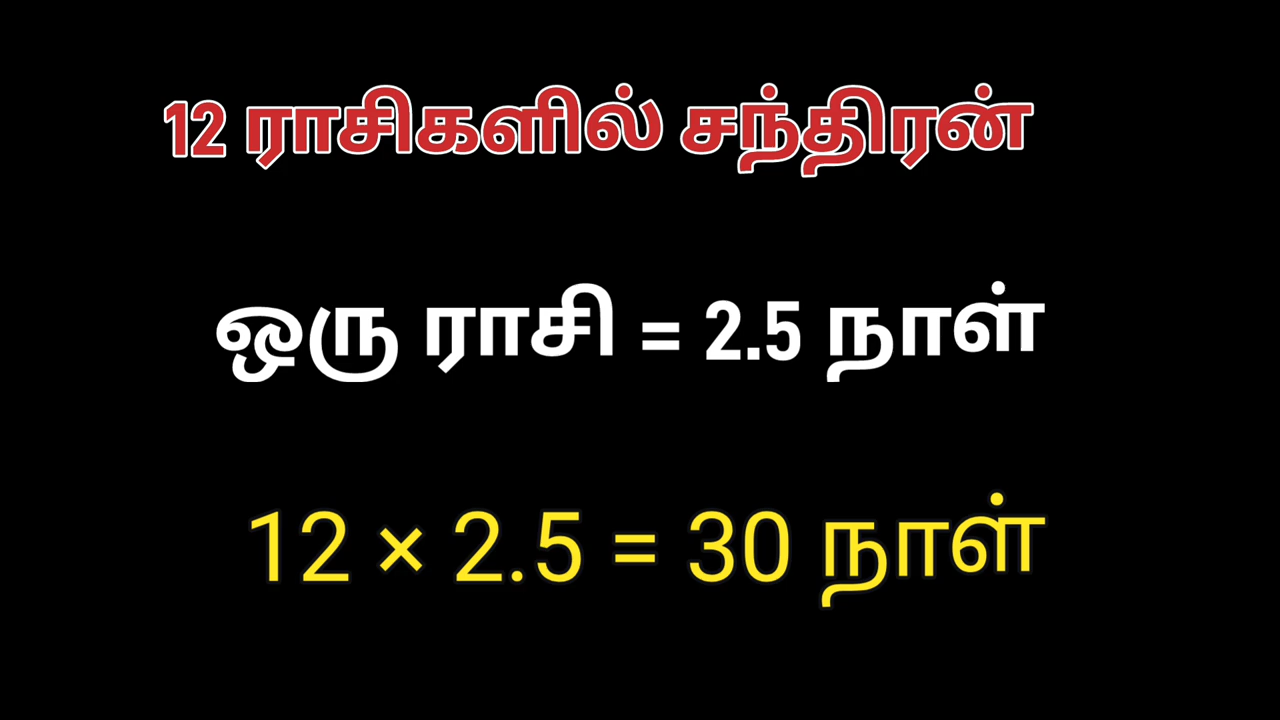 12 ராசிகளில் சந்திரன்
ஒரு ராசி = 2.5 நாள்
12 × 2.5 = 30 நாள்